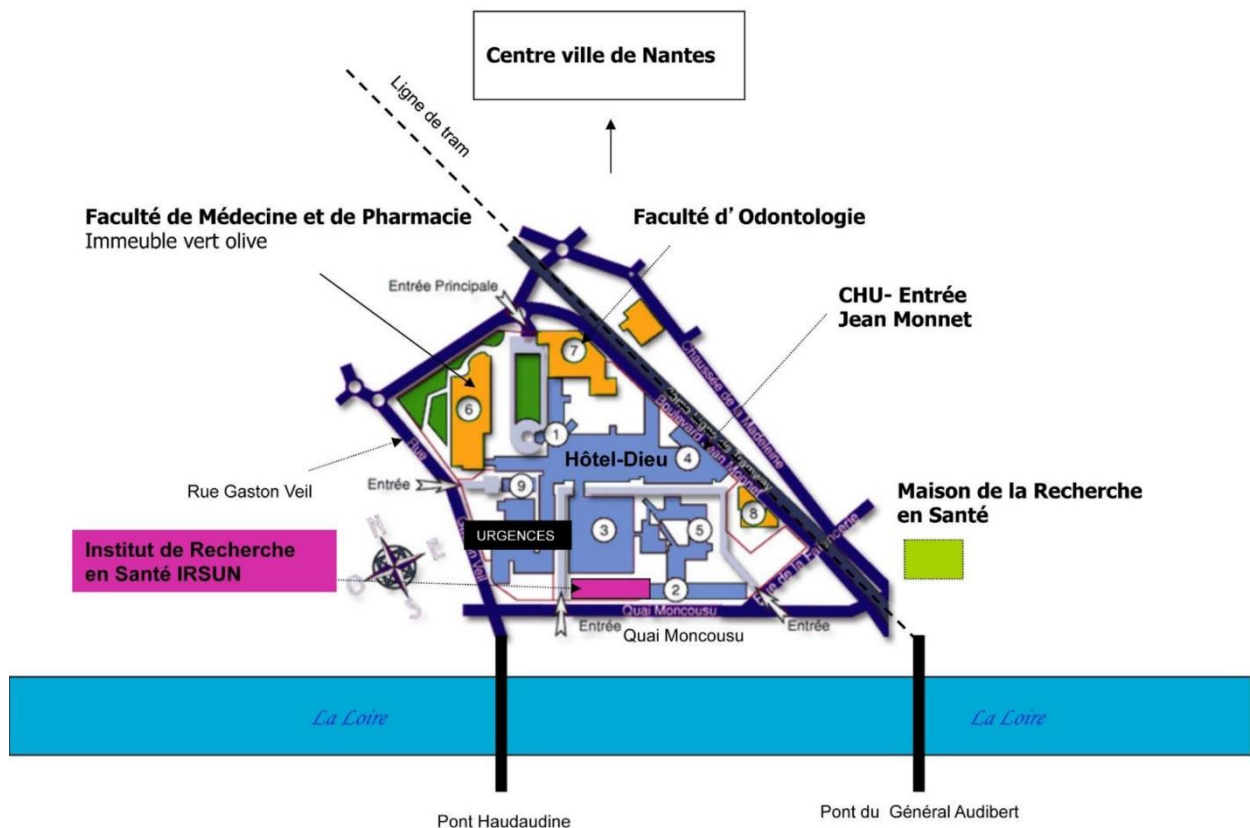 Centre ville de Nantes
Ligne de tram
Faculté de Médecine et de Pharmacie
Immeuble vert olive
Faculté d' Odontologie
Entrée Principale
CHU- Entrée
Jean Monnet
Chaussée de la Madeleine
7
6
1
Boulevard Jean Monnet
Hôtel-Dieu
4
Rue
Rue Gaston Veil
Entrée
9
8
Maison de la Recherche
en Santé
URGENCES
3
5
Institut de Recherche
en Santé IRSUN
Veil
E
S
O
2
Quai Moncousu
Entrée
Quai Moncousu
Entrée
La Loire
La Loire
Pont Haudaudine
Pont du Général Audibert